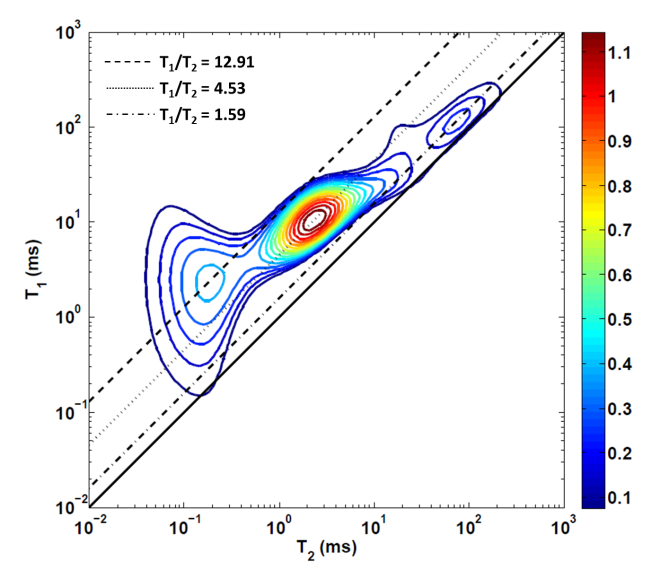 10³
10²
10¹
10⁰
10⁻¹
10⁻²
T₁ (ms)
T₁/T₂ = 12.91
T₁/T₂ = 4.53
T₁/T₂ = 1.59
10⁻² 10⁻¹ 10⁰ 10¹ 10² 10³
T₂ (ms)
1.1
1
0.9
0.8
0.7
0.6
0.5
0.4
0.3
0.2
0.1